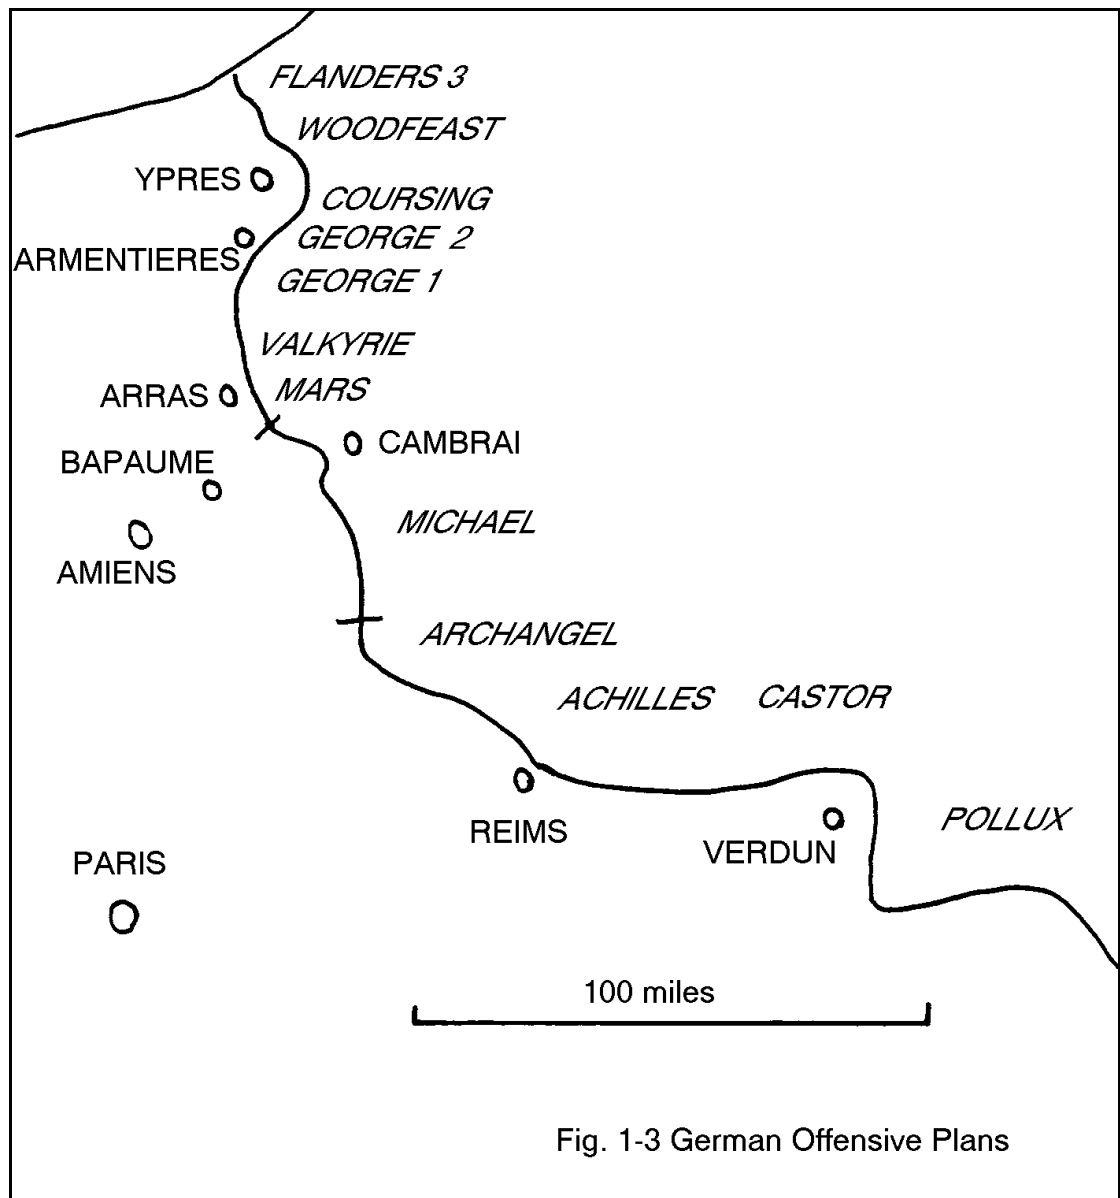 FLANDERS 3
WOODFEAST
YPRES
COURSING
GEORGE 2
ARMENTIERES
GEORGE 1
VALKYRIE
MARS
ARRAS
CAMBRAI
BAPAUME
MICHAEL
AMIENS
ARCHANGEL
ACHILLES CASTOR
POLLUX
REIMS
VERDUN
PARIS
100 miles
Fig. 1-3 German Offensive Plans